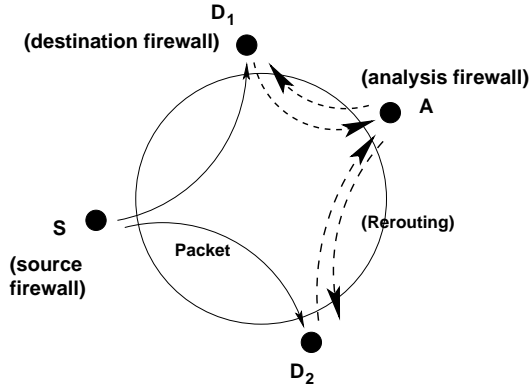 D1
(destination firewall)
(analysis firewall)
A
S
(source
firewall)
Packet
(Rerouting)
D2